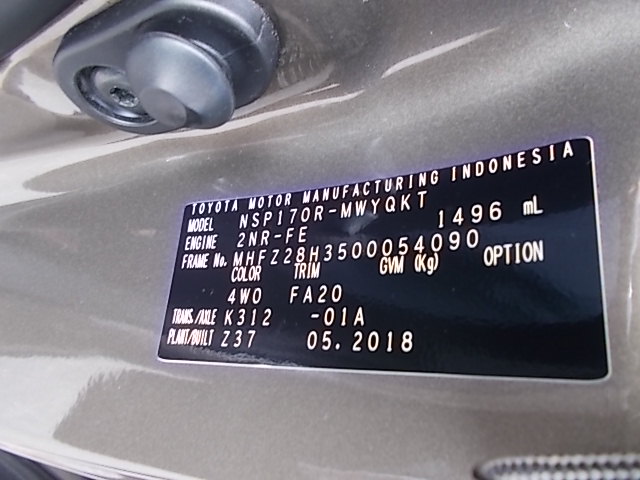 TOYOTA MOTOR MANUFACTURING INDONESIA
MODEL NSP170R-MWYQKT
ENGINE 2NR-FE 1496 mL
FRAME No. MHFZ28H3500054090
COLOR TRIM GVM (Kg) OPTION
4W0 FA20
TRANS./AXLE K312 -01A
PLANT/BUILT Z37 05.2018